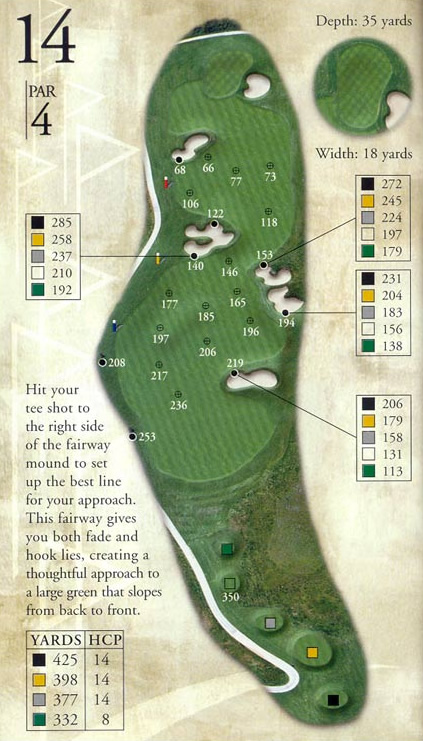 14
PAR
4
Depth: 35 yards
Width: 18 yards
68
66
77
73
106
122
118
285
258
237
210
192
140
146
153
272
245
224
197
179
177
185
165
194
231
204
183
156
138
197
196
206
208
217
219
236
253
206
179
158
131
113
Hit your
tee shot to
the right side
of the fairway
mound to set
up the best line
for your approach.
This fairway gives
you both fade and
hook lies, creating a
thoughtful approach to
a large green that slopes
from back to front.
350
YARDS HCP
425 14
398 14
377 14
332 8